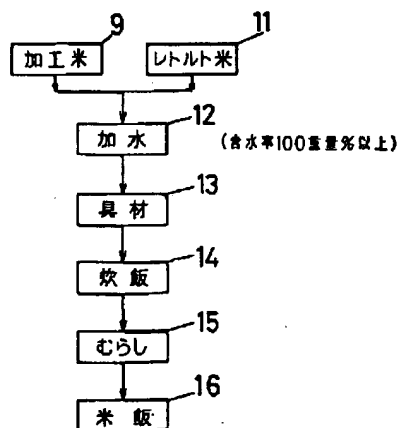 9
11
加工米
レトルト米
12
加水
(含水率100重量%以上)
13
具材
14
炊飯
15
むらし
16
米飯